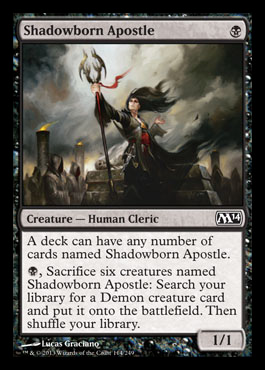 Shadowborn Apostle
Creature — Human Cleric
M14
A deck can have any number of
cards named Shadowborn Apostle.
, Sacrifice six creatures named
Shadowborn Apostle: Search your
library for a Demon creature card
and put it onto the battlefield. Then
shuffle your library.
1/1
Lucas Graciano
™ & © 2013 Wizards of the Coast 114/249